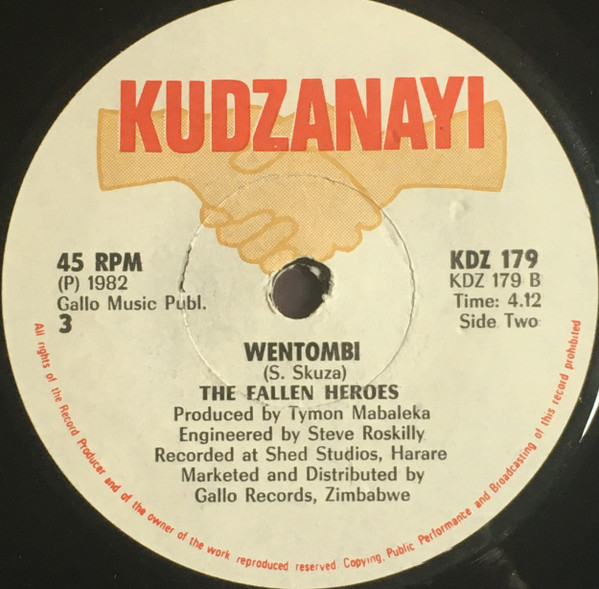 KUDZANAYI
45 RPM
(P) 1982
Gallo Music Publ.
3
KDZ 179
KDZ 179 B
Time: 4.12
Side Two
WENTOMBI
(S. Skuza)
THE FALLEN HEROES
Produced by Tymon Mabaleka
Engineered by Steve Roskilly
Recorded at Shed Studios, Harare
Marketed and Distributed by
Gallo Records, Zimbabwe
All rights of the Record Producer and of the owner of the work reproduced reserved. Copying, Public Performance and Broadcasting of this record prohibited